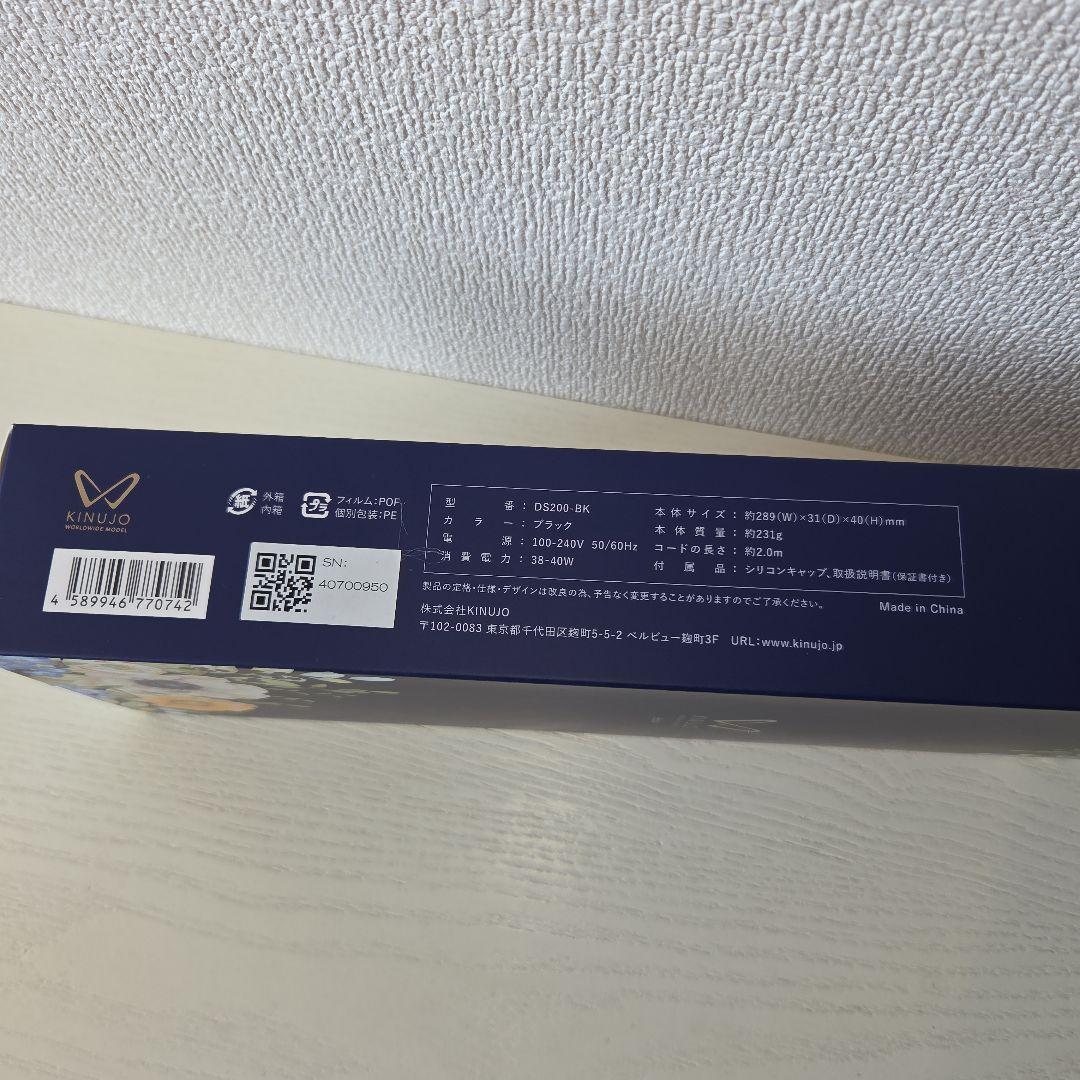 KINUJO
WORLDWIDE MODEL
紙 外箱
内箱
プラ フィルム:POF
個別包装:PE
4 589946 770742
SN:
40700950
型番:DS200-BK
カラー:ブラック
電源:100-240V 50/60Hz
消費電力:38-40W
本体サイズ:約289(W)×31(D)×40(H)mm
本体質量:約231g
コードの長さ:約2.0m
付属品:シリコンキャップ、取扱説明書(保証書付き)
製品の定格・仕様・デザインは改良の為、予告なく変更することがありますのでご了承ください。
Made in China
株式会社KINUJO
〒102-0083 東京都千代田区麹町5-5-2 ベルビュー麹町3F URL:www.kinujo.jp